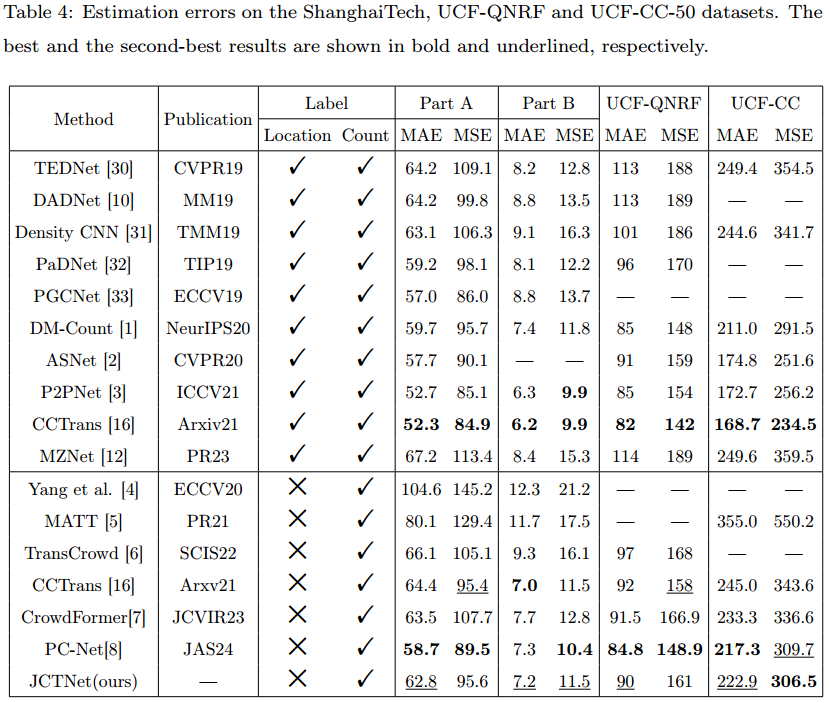 Table 4: Estimation errors on the ShanghaiTech, UCF-QNRF and UCF-CC-50 datasets. The
best and the second-best results are shown in bold and underlined, respectively.
Method Publication Label Part A Part B UCF-QNRF UCF-CC
Location Count MAE MSE MAE MSE MAE MSE MAE MSE
TEDNet [30] CVPR19 ✓ ✓ 64.2 109.1 8.2 12.8 113 188 249.4 354.5
DADNet [10] MM19 ✓ ✓ 64.2 99.8 8.8 13.5 113 189 — —
Density CNN [31] TMM19 ✓ ✓ 63.1 106.3 9.1 16.3 101 186 244.6 341.7
PaDNet [32] TIP19 ✓ ✓ 59.2 98.1 8.1 12.2 96 170 — —
PGCNet [33] ECCV19 ✓ ✓ 57.0 86.0 8.8 13.7 — — — —
DM-Count [1] NeurIPS20 ✓ ✓ 59.7 95.7 7.4 11.8 85 148 211.0 291.5
ASNet [2] CVPR20 ✓ ✓ 57.7 90.1 — — 91 159 174.8 251.6
P2PNet [3] ICCV21 ✓ ✓ 52.7 85.1 6.3 9.9 85 154 172.7 256.2
CCTrans [16] Arxiv21 ✓ ✓ 52.3 84.9 6.2 9.9 82 142 168.7 234.5
MZNet [12] PR23 ✓ ✓ 67.2 113.4 8.4 15.3 114 189 249.6 359.5
Yang et al. [4] ECCV20 ✕ ✓ 104.6 145.2 12.3 21.2 — — — —
MATT [5] PR21 ✕ ✓ 80.1 129.4 11.7 17.5 — — 355.0 550.2
TransCrowd [6] SCIS22 ✕ ✓ 66.1 105.1 9.3 16.1 97 168 — —
CCTrans [16] Arxv21 ✕ ✓ 64.4 95.4 7.0 11.5 92 158 245.0 343.6
CrowdFormer[7] JCVIR23 ✕ ✓ 63.5 107.7 7.7 12.8 91.5 166.9 233.3 336.6
PC-Net[8] JAS24 ✕ ✓ 58.7 89.5 7.3 10.4 84.8 148.9 217.3 309.7
JCTNet(ours) — ✕ ✓ 62.8 95.6 7.2 11.5 90 161 222.9 306.5